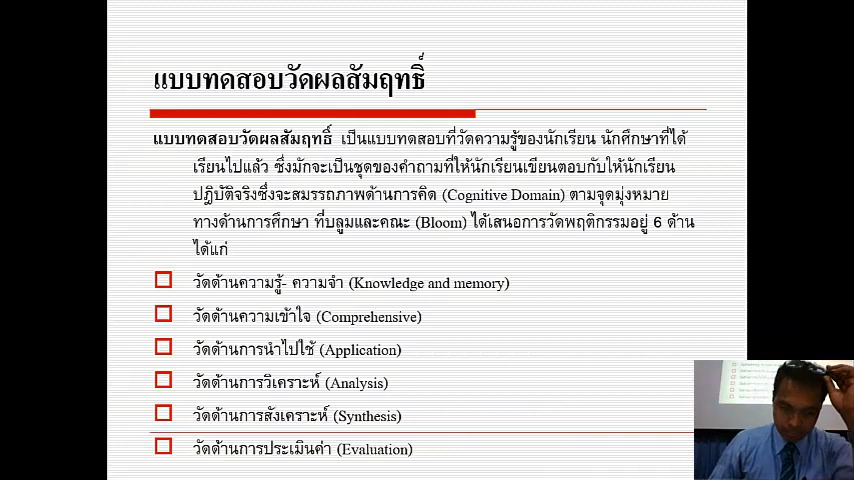 แบบทดสอบวัดผลสัมฤทธิ์
แบบทดสอบวัดผลสัมฤทธิ์ เป็นแบบทดสอบที่วัดความรู้ของนักเรียน นักศึกษาที่ได้
เรียนไปแล้ว ซึ่งมักจะเป็นชุดของคำถามที่ให้นักเรียนเขียนตอบกับให้นักเรียน
ปฏิบัติจริงซึ่งจะสมรรถภาพด้านการคิด (Cognitive Domain) ตามจุดมุ่งหมาย
ทางด้านการศึกษา ที่บลูมและคณะ (Bloom) ได้เสนอการวัดพฤติกรรมอยู่ 6 ด้าน
ได้แก่
วัดด้านความรู้- ความจำ (Knowledge and memory)
วัดด้านความเข้าใจ (Comprehensive)
วัดด้านการนำไปใช้ (Application)
วัดด้านการวิเคราะห์ (Analysis)
วัดด้านการสังเคราะห์ (Synthesis)
วัดด้านการประเมินค่า (Evaluation)